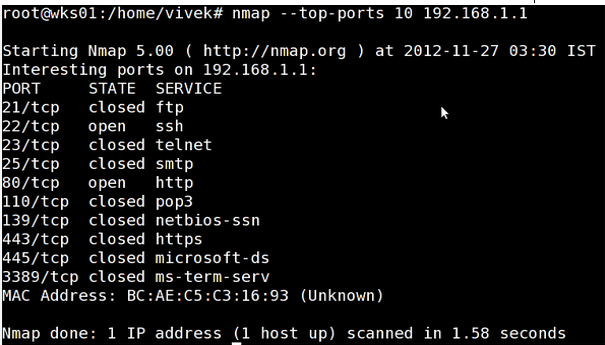 root@wks01:/home/vivek# nmap --top-ports 10 192.168.1.1
Starting Nmap 5.00 ( http://nmap.org ) at 2012-11-27 03:30 IST
Interesting ports on 192.168.1.1:
PORT     STATE  SERVICE
21/tcp   closed ftp
22/tcp   open   ssh
23/tcp   closed telnet
25/tcp   closed smtp
80/tcp   open   http
110/tcp  closed pop3
139/tcp  closed netbios-ssn
443/tcp  closed https
445/tcp  closed microsoft-ds
3389/tcp closed ms-term-serv
MAC Address: BC:AE:C5:C3:16:93 (Unknown)
Nmap done: 1 IP address (1 host up) scanned in 1.58 seconds